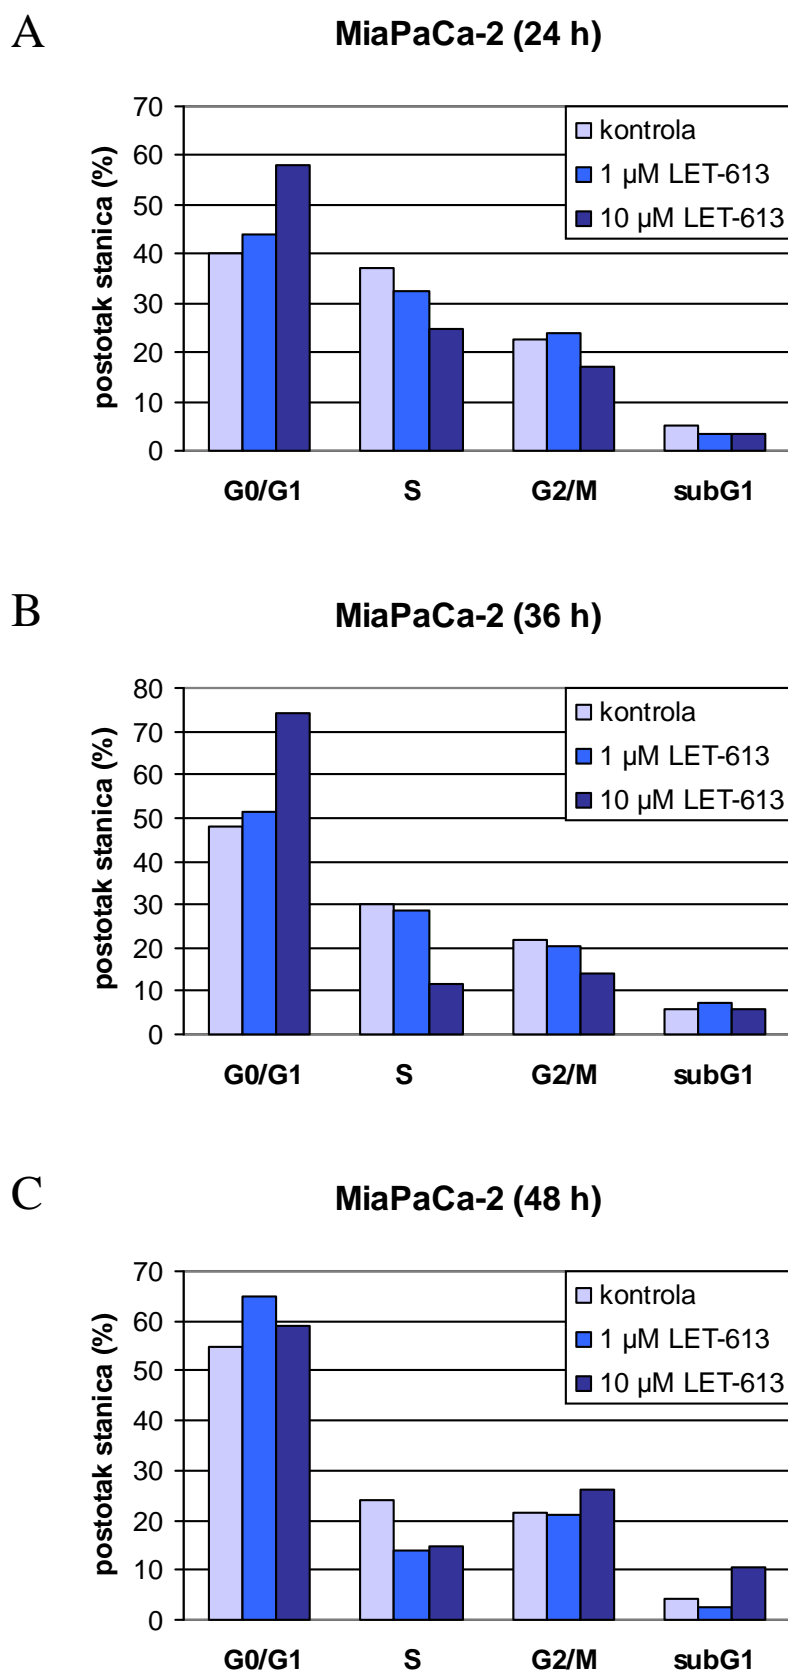 A
MiaPaCa-2 (24 h)
postotak stanica (%)
70
60
50
40
30
20
10
0
kontrola
1 µM LET-613
10 µM LET-613
G0/G1 S G2/M subG1
B
MiaPaCa-2 (36 h)
postotak stanica (%)
80
70
60
50
40
30
20
10
0
kontrola
1 µM LET-613
10 µM LET-613
G0/G1 S G2/M subG1
C
MiaPaCa-2 (48 h)
postotak stanica (%)
70
60
50
40
30
20
10
0
kontrola
1 µM LET-613
10 µM LET-613
G0/G1 S G2/M subG1